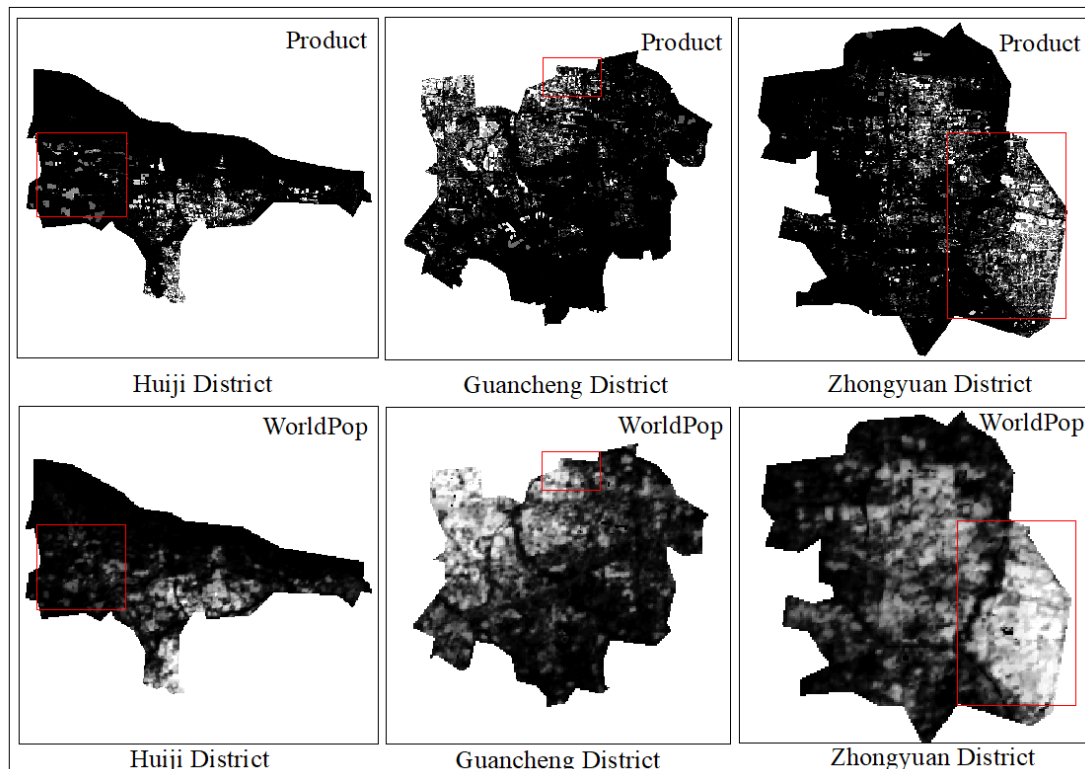 Product
Product
Product
Huiji District
Guancheng District
Zhongyuan District
WorldPop
WorldPop
WorldPop
Huiji District
Guancheng District
Zhongyuan District